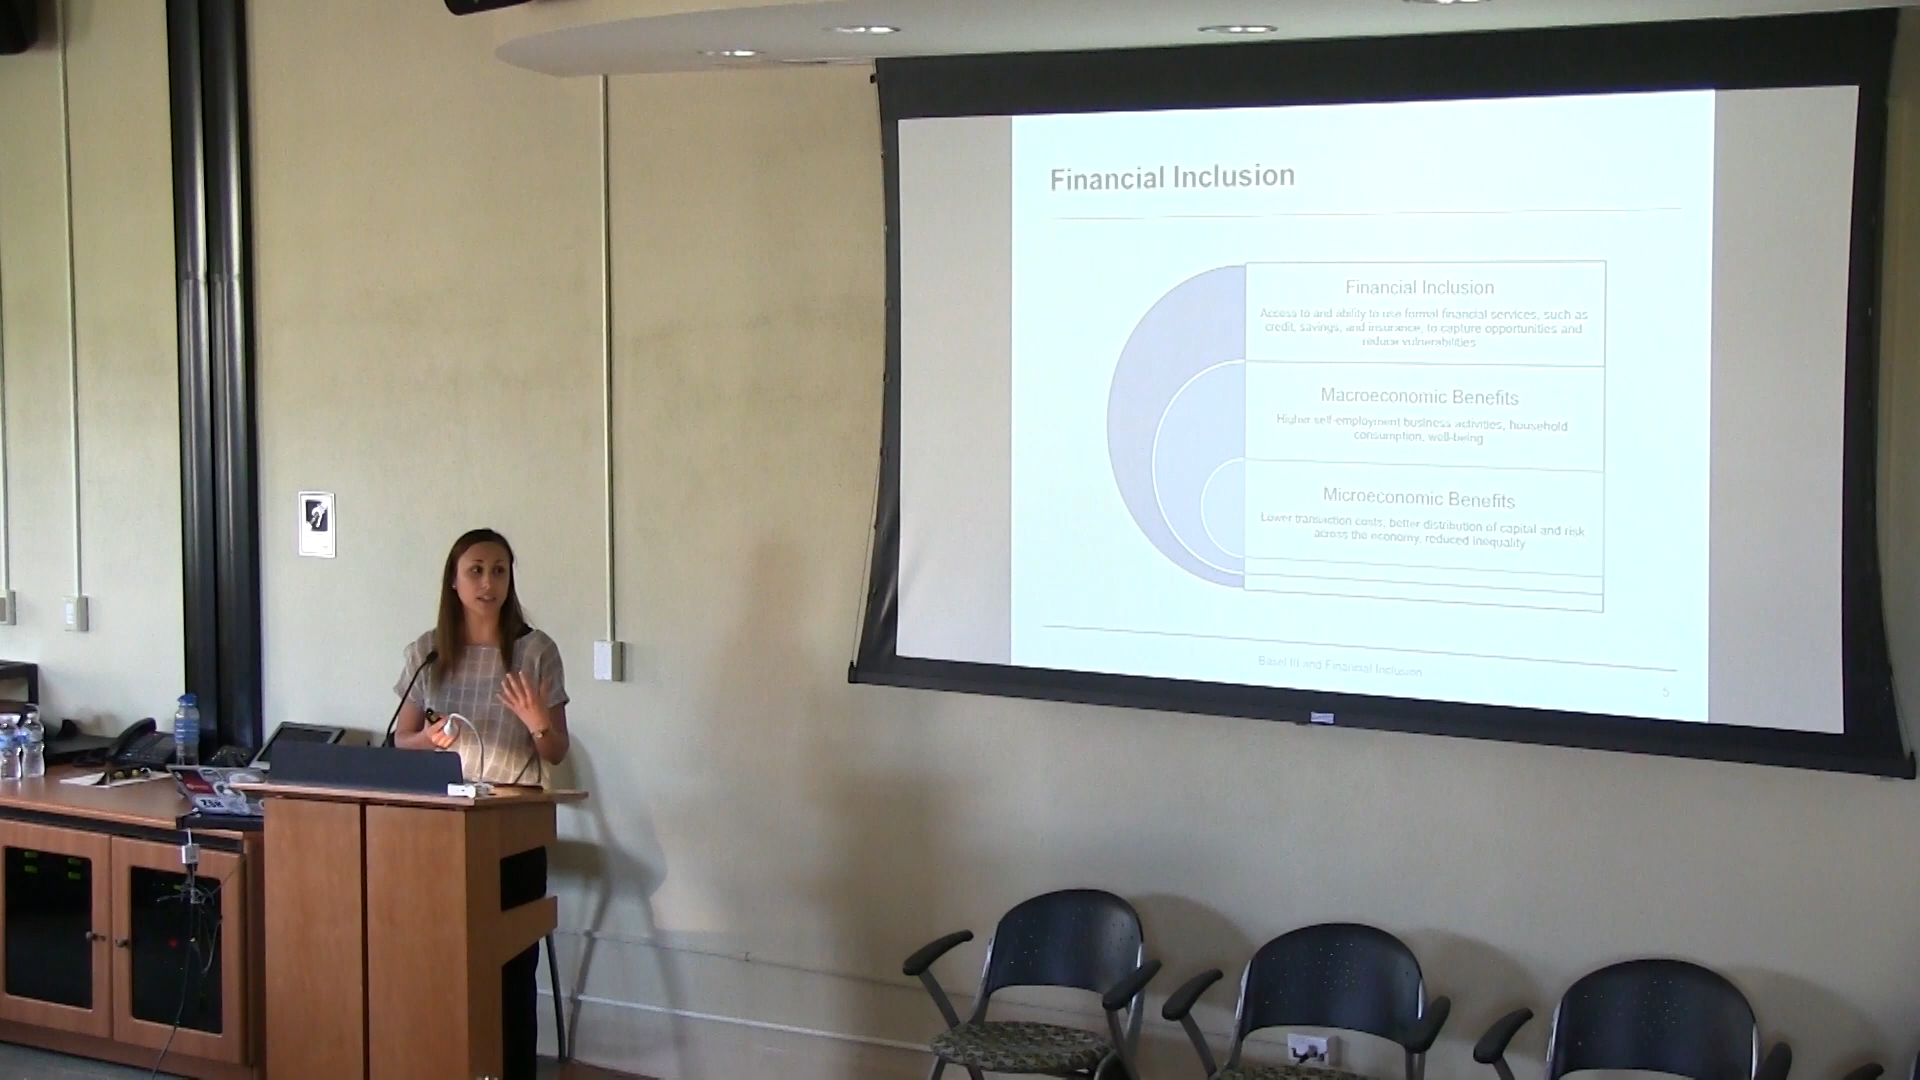 Financial Inclusion
Financial Inclusion
Access to and ability to use formal financial services, such as
credit, savings, and insurance, to capture opportunities and
reduce vulnerabilities
Macroeconomic Benefits
Higher self-employment business activities, household
consumption, well-being
Microeconomic Benefits
Lower transaction costs, better distribution of capital and risk
across the economy, reduced inequality
Basel III and Financial Inclusion
5